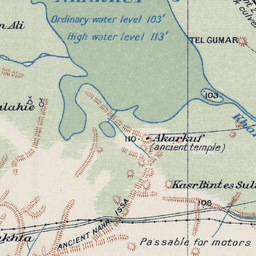 Ordinary water level 103'
High water level 113'
Ali
TEL GUMAR
103
110
Akarkuf
(ancient temple)
Kasr Bint es Sul
108
ISSA
ANCIENT NAHR
Passable for motors